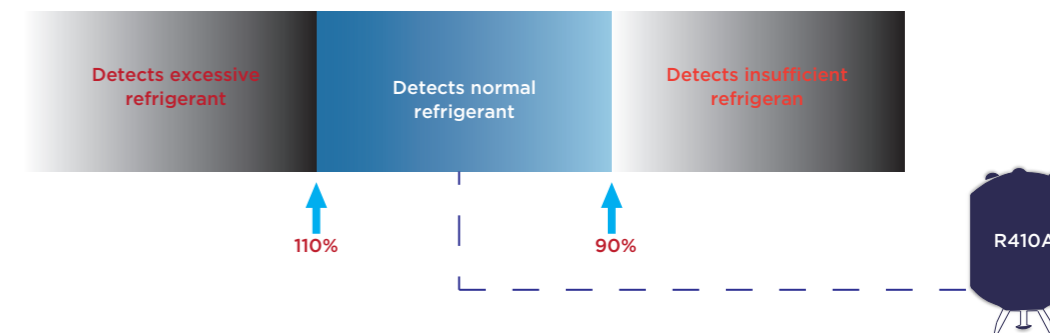 Detects excessive
refrigerant
Detects normal
refrigerant
Detects insufficient
refrigeran
110%
90%
R410A